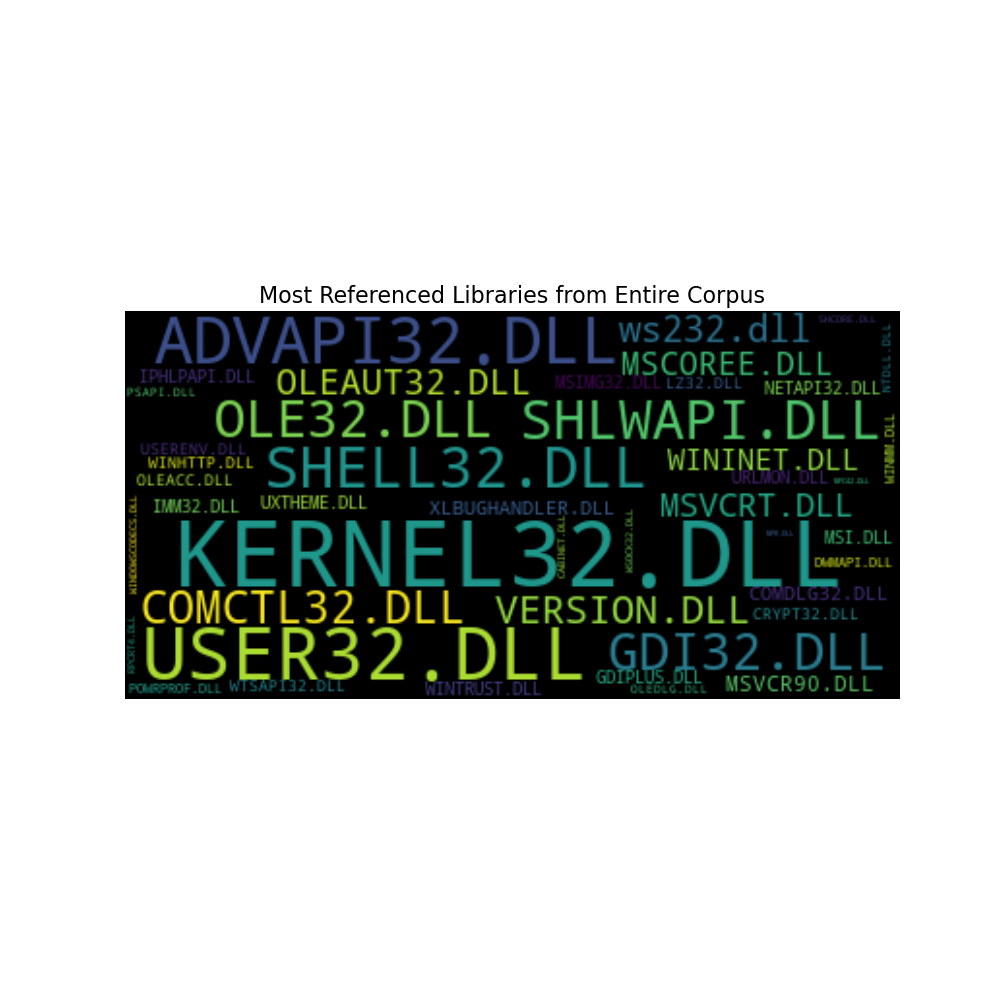 Most Referenced Libraries from Entire Corpus
ADVAPI32.DLL
ws232.dll
SHCORE.DLL
NTDLL.DLL
MSCOREE.DLL
IPHLPAPI.DLL
OLEAUT32.DLL
MSIMG32.DLL
LZ32.DLL
NETAPI32.DLL
PSAPI.DLL
OLE32.DLL
SHLWAPI.DLL
WINMM.DLL
USERENV.DLL
WINHTTP.DLL
SHELL32.DLL
WININET.DLL
OLEACC.DLL
URLMON.DLL
IMM32.DLL
UXTHEME.DLL
XLBUGHANDLER.DLL
MSVCRT.DLL
WINDOWSCODECS.DLL
KERNEL32.DLL
CABINET.DLL
WSOCK32.DLL
MPR.DLL
MSI.DLL
DWMAPI.DLL
COMCTL32.DLL
VERSION.DLL
COMDLG32.DLL
CRYPT32.DLL
RPCRT4.DLL
USER32.DLL
GDI32.DLL
POWRPROF.DLL
WTSAPI32.DLL
WINTRUST.DLL
GDIPLUS.DLL
OLEDLG.DLL
MSVCR90.DLL